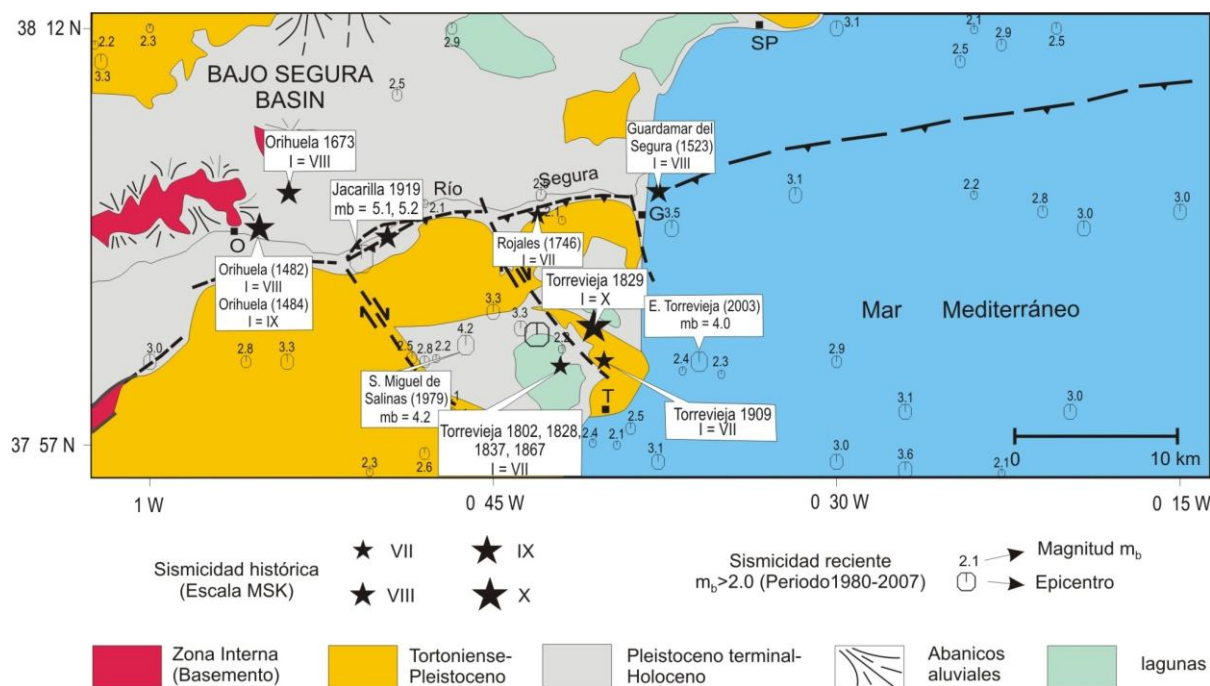 38 12 N
2.2
2.3
3.3
2.9
SP
3.1
2.1
2.9
2.5
2.5
BAJO SEGURA
BASIN
2.5
Orihuela 1673
I = VIII
Guardamar del
Segura (1523)
I = VIII
Jacarilla 1919
mb = 5.1, 5.2
Río
Segura
2.1
2.1
G
3.5
3.1
2.2
2.8
3.0
3.0
O
Orihuela (1482)
I = VIII
Orihuela (1484)
I = IX
Rojales (1746)
I = VII
Torrevieja 1829
I = X
E. Torrevieja (2003)
mb = 4.0
Mar Mediterráneo
3.3
3.3
4.2
2.2
3.0
2.8
3.3
2.5
2.8
2.2
2.4
2.3
2.9
S. Miguel de
Salinas (1979)
mb = 4.2
T
Torrevieja 1909
I = VII
3.1
3.0
Torrevieja 1802, 1828,
1837, 1867
I = VII
2.5
2.4
2.1
3.1
3.0
3.6
2.1
2.3
2.6
37 57 N
0
10 km
1 W
0 45 W
0 30 W
0 15 W
Sismicidad histórica
(Escala MSK)
VII
IX
VIII
X
Sismicidad reciente
mb>2.0 (Periodo1980-2007)
2.1
Magnitud mb
Epicentro
Zona Interna
(Basemento)
Tortoniense-
Pleistoceno
Pleistoceno terminal-
Holoceno
Abanicos
aluviales
lagunas